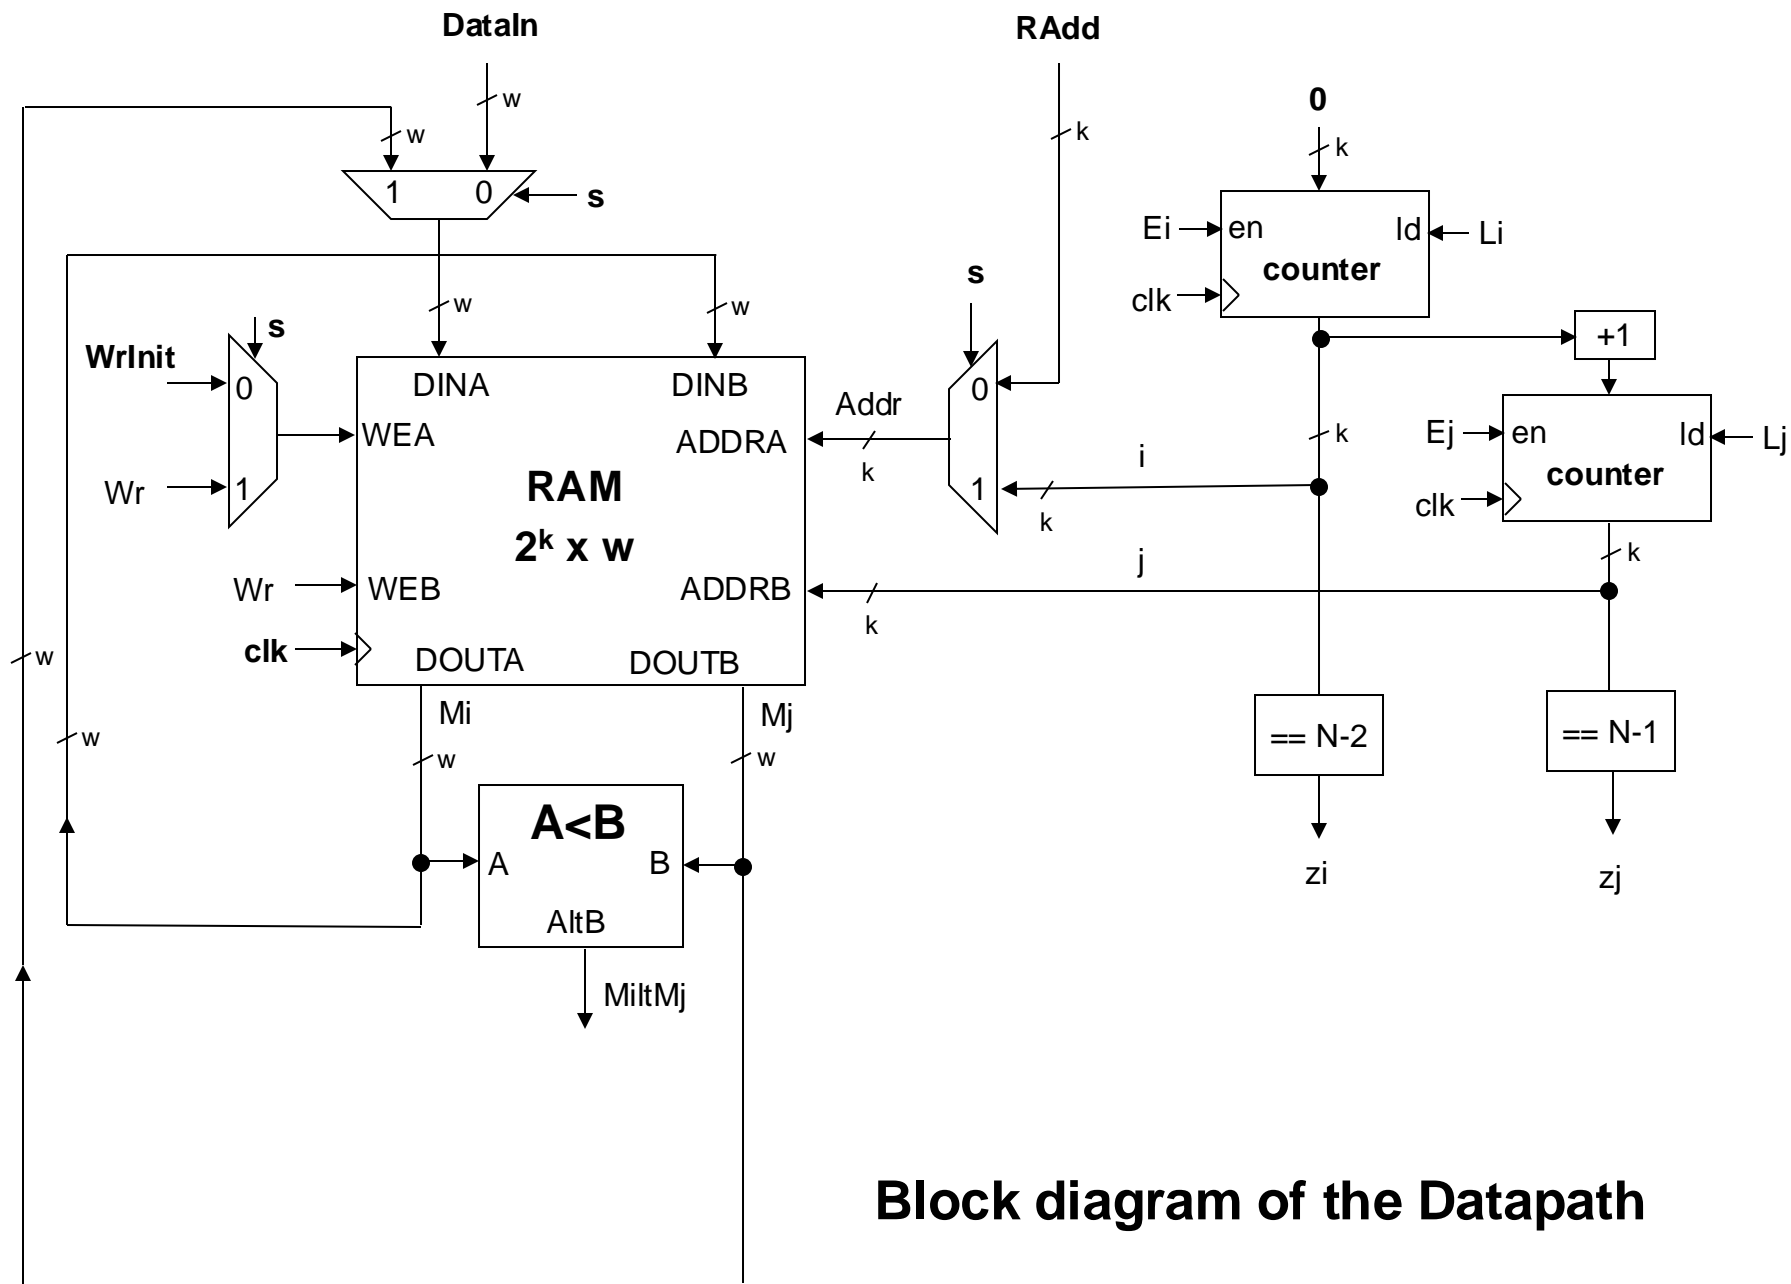 DataIn
RAdd
w
0
w
k
k
1
0
s
Ei
en
ld
Li
s
counter
clk
w
w
s
+1
WrInit
0
DINA
DINB
0
Addr
WEA
ADDRA
k
Ej
en
ld
Lj
i
counter
RAM
k
Wr
1
1
clk
k
2ᵏ x w
j
k
Wr
WEB
ADDRB
k
clk
w
DOUTA
DOUTB
Mi
Mj
== N-2
== N-1
w
w
w
A<B
A
B
zi
zj
AltB
MiltMj
Block diagram of the Datapath